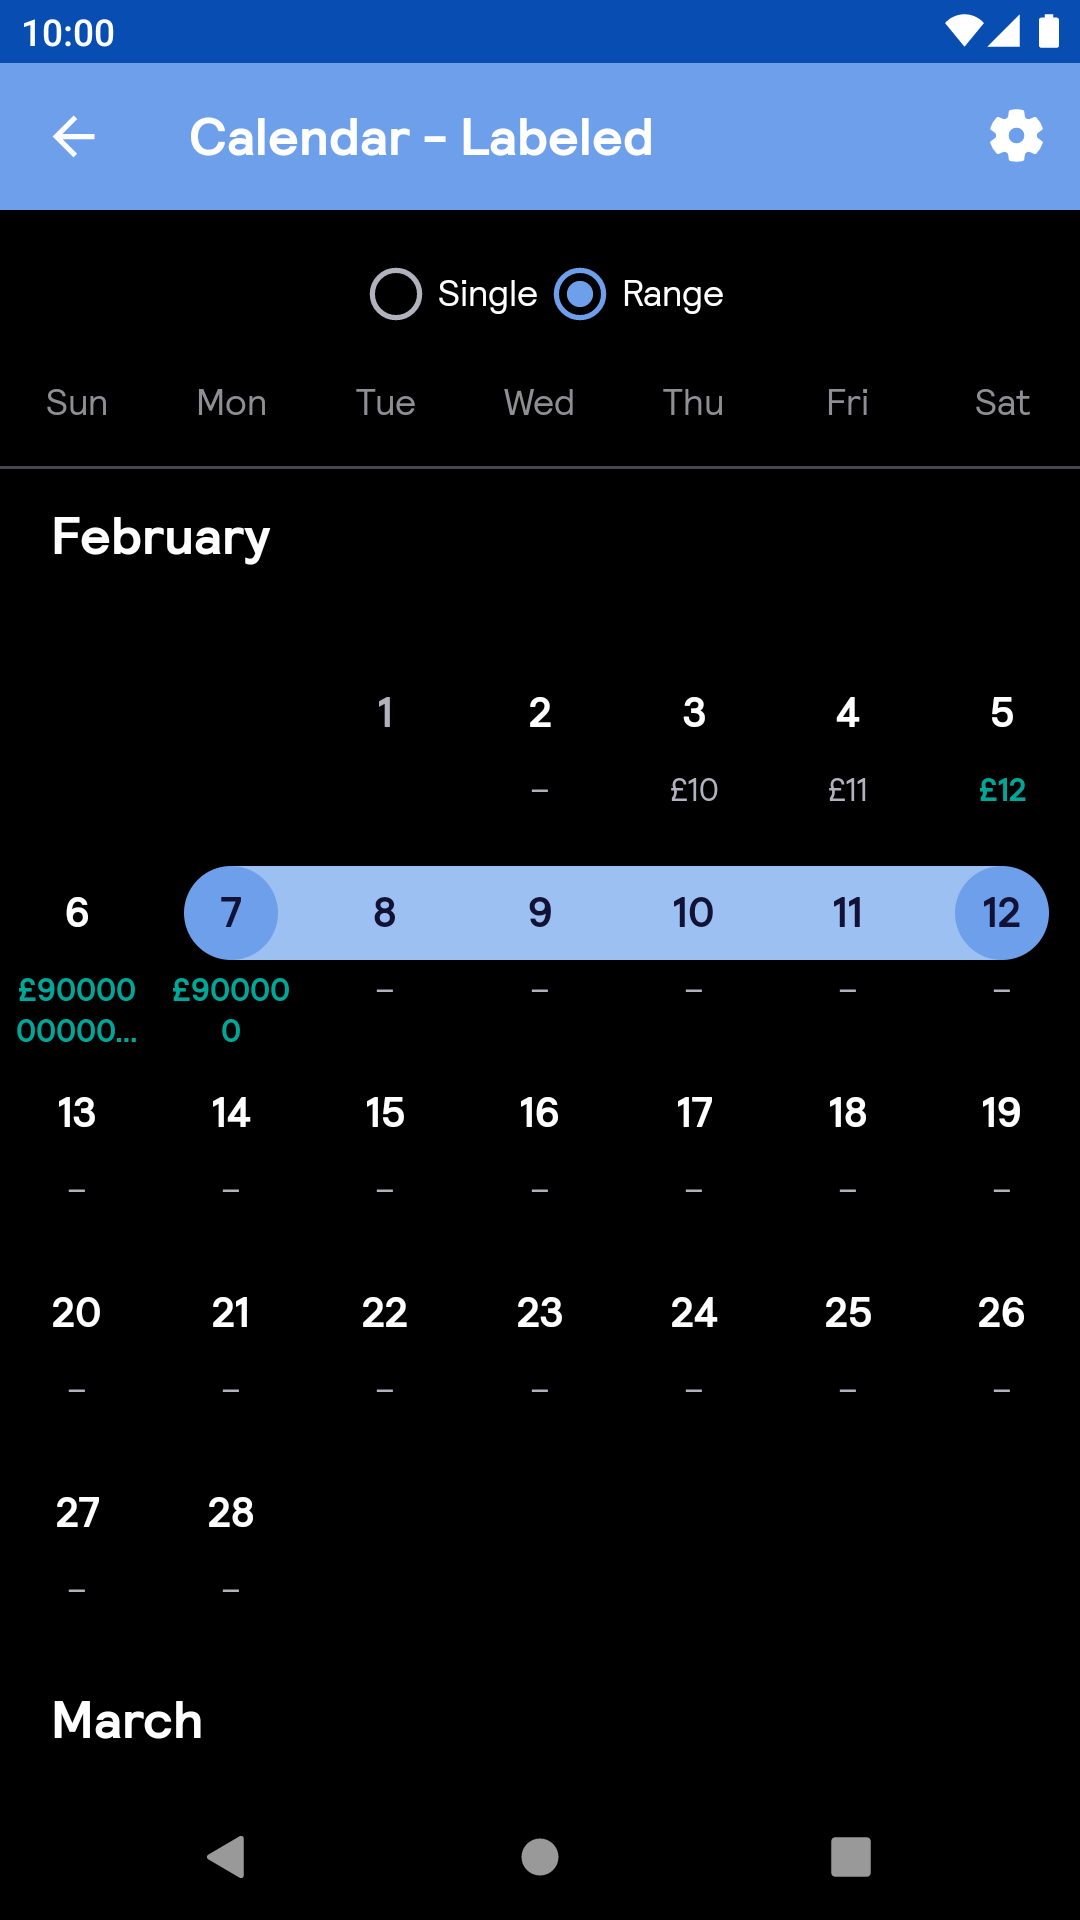 10:00
Calendar - Labeled
Single Range
Sun Mon Tue Wed Thu Fri Sat
February
1 2 3 4 5
– £10 £11 £12
6 7 8 9 10 11 12
£90000 £90000 – – – – –
00000... 0
13 14 15 16 17 18 19
– – – – – – –
20 21 22 23 24 25 26
– – – – – – –
27 28
– –
March